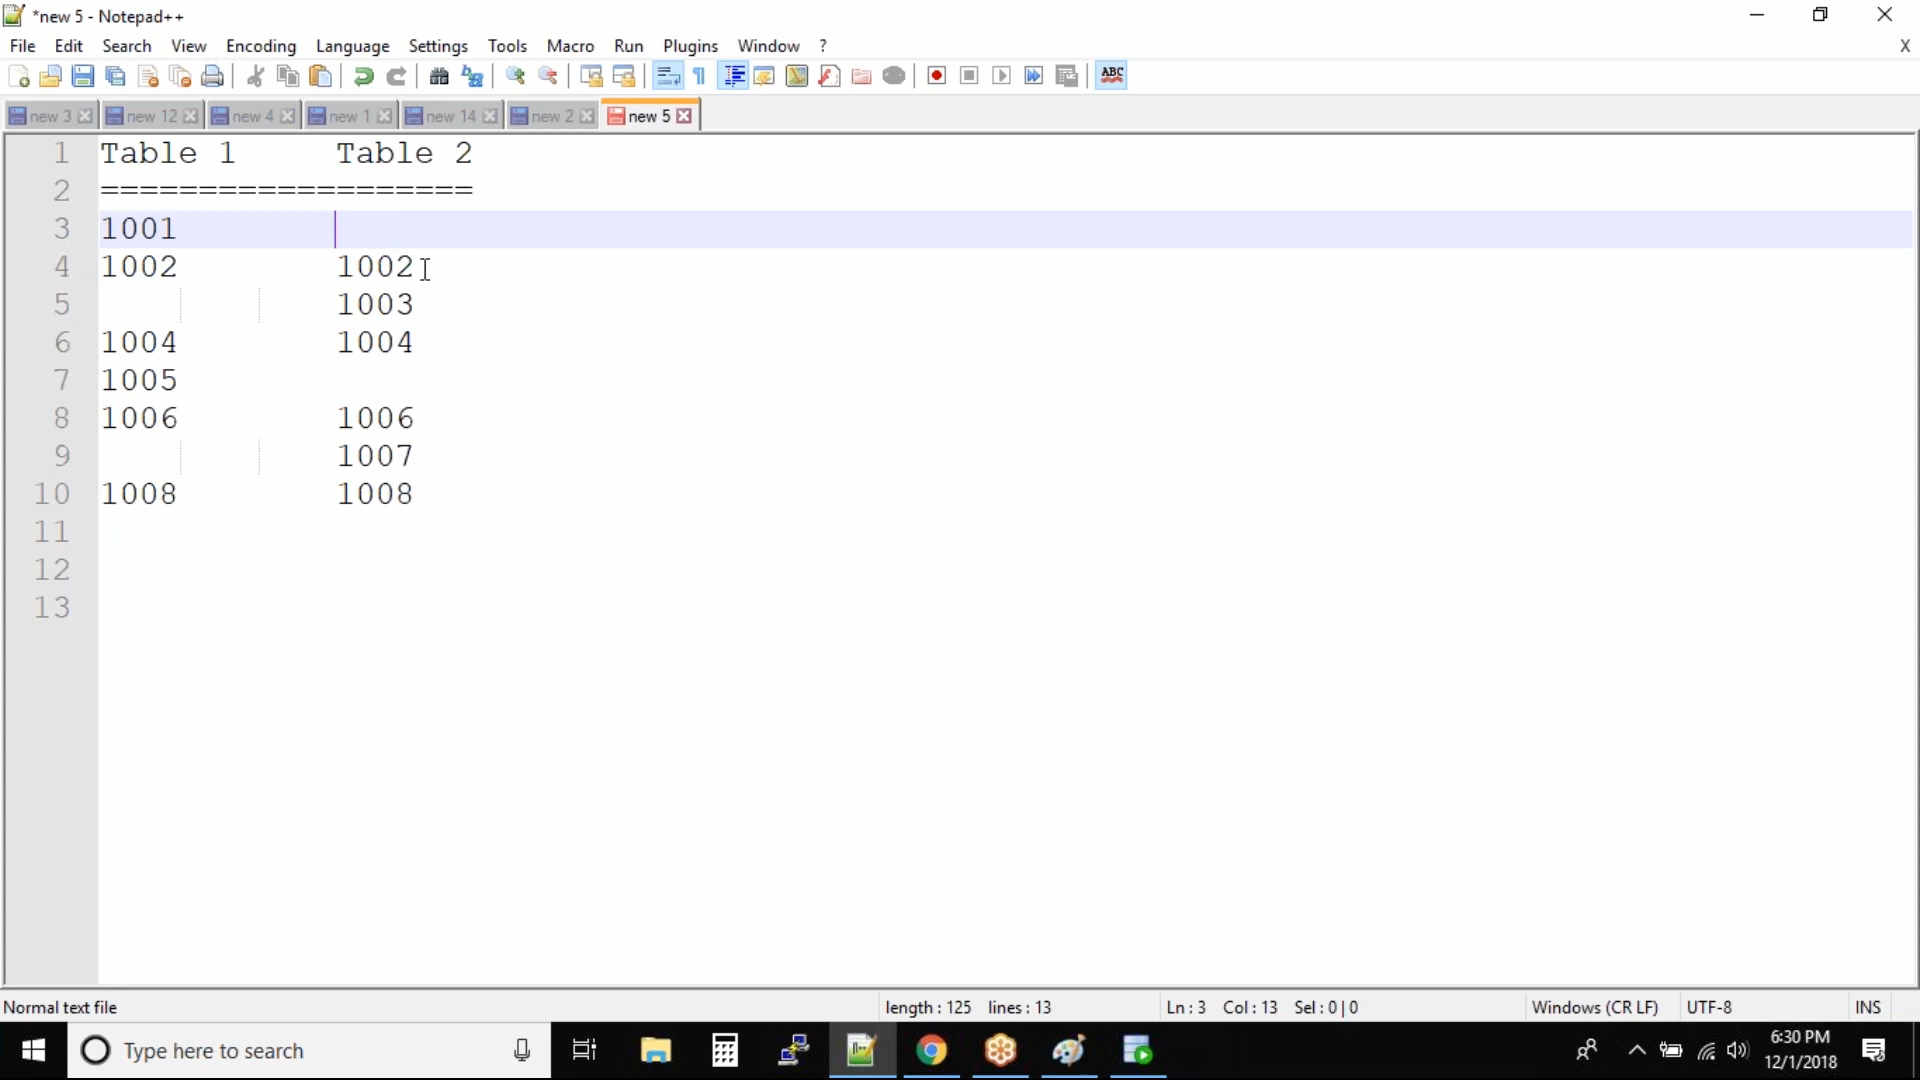 *new 5 - Notepad++
File Edit Search View Encoding Language Settings Tools Macro Run Plugins Window ? X
ABC
new 3 new 12 new 4 new 1 new 14 new 2 new 5
1 Table 1 Table 2
2 ===================
3 1001
4 1002 1002
5 1003
6 1004 1004
7 1005
8 1006 1006
9 1007
10 1008 1008
11
12
13
Normal text file length : 125 lines : 13 Ln : 3 Col : 13 Sel : 0 | 0 Windows (CR LF) UTF-8 INS
Type here to search
6:30 PM
12/1/2018